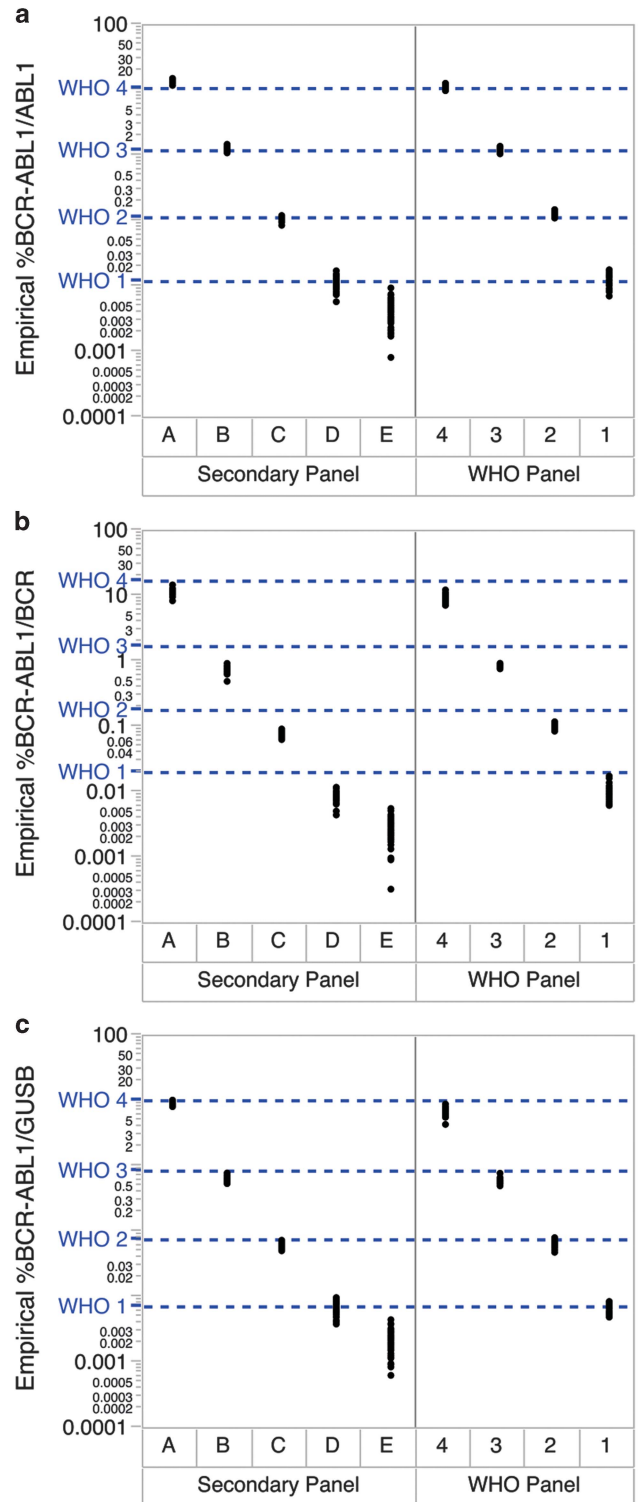 a
Empirical %BCR-ABL1/ABL1
100
50
30
20
WHO 4
5
3
2
WHO 3
0.5
0.3
0.2
WHO 2
0.05
0.03
0.02
WHO 1
0.005
0.003
0.002
0.001
0.0005
0.0003
0.0002
0.0001
A B C D E 4 3 2 1
Secondary Panel WHO Panel
b
Empirical %BCR-ABL1/BCR
100
50
30
WHO 4
10
5
3
WHO 3
1
0.5
0.3
WHO 2
0.1
0.06
0.04
WHO 1
0.01
0.005
0.003
0.002
0.001
0.0005
0.0003
0.0002
0.0001
A B C D E 4 3 2 1
Secondary Panel WHO Panel
c
Empirical %BCR-ABL1/GUSB
100
50
30
20
WHO 4
5
3
2
WHO 3
0.5
0.3
0.2
WHO 2
0.03
0.02
WHO 1
0.003
0.002
0.001
0.0005
0.0003
0.0002
0.0001
A B C D E 4 3 2 1
Secondary Panel WHO Panel